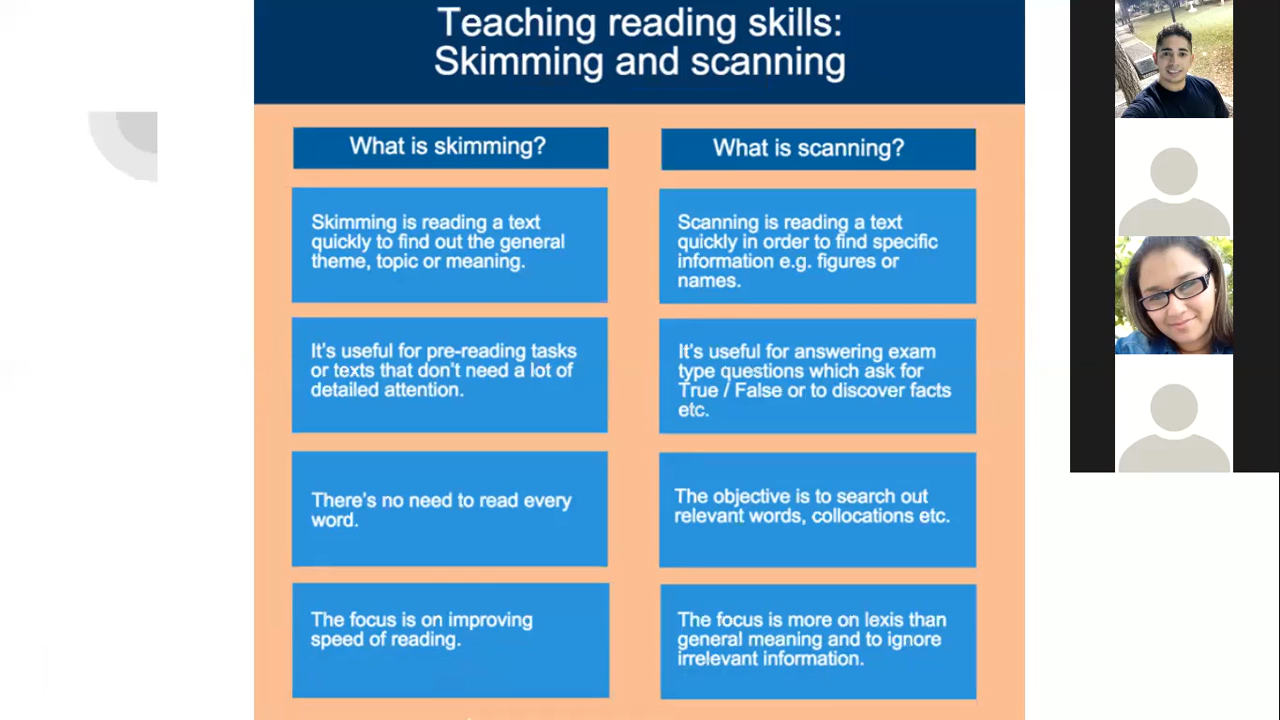 Teaching reading skills:
Skimming and scanning
What is skimming?
Skimming is reading a text
quickly to find out the general
theme, topic or meaning.
It's useful for pre-reading tasks
or texts that don't need a lot of
detailed attention.
There's no need to read every
word.
The focus is on improving
speed of reading.
What is scanning?
Scanning is reading a text
quickly in order to find specific
information e.g. figures or
names.
It's useful for answering exam
type questions which ask for
True / False or to discover facts
etc.
The objective is to search out
relevant words, collocations etc.
The focus is more on lexis than
general meaning and to ignore
irrelevant information.